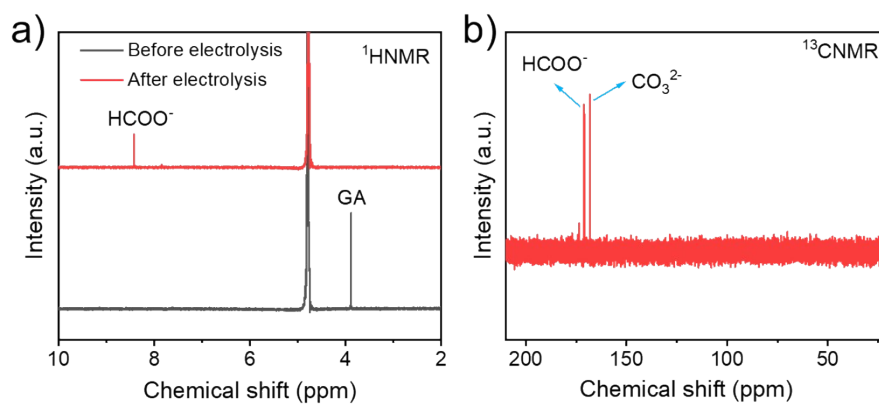 a)
Before electrolysis
After electrolysis
¹HNMR
HCOO⁻
GA
Intensity (a.u.)
10 8 6 4 2
Chemical shift (ppm)
b)
¹³CNMR
HCOO⁻
CO₃²⁻
Intensity (a.u.)
200 150 100 50
Chemical shift (ppm)